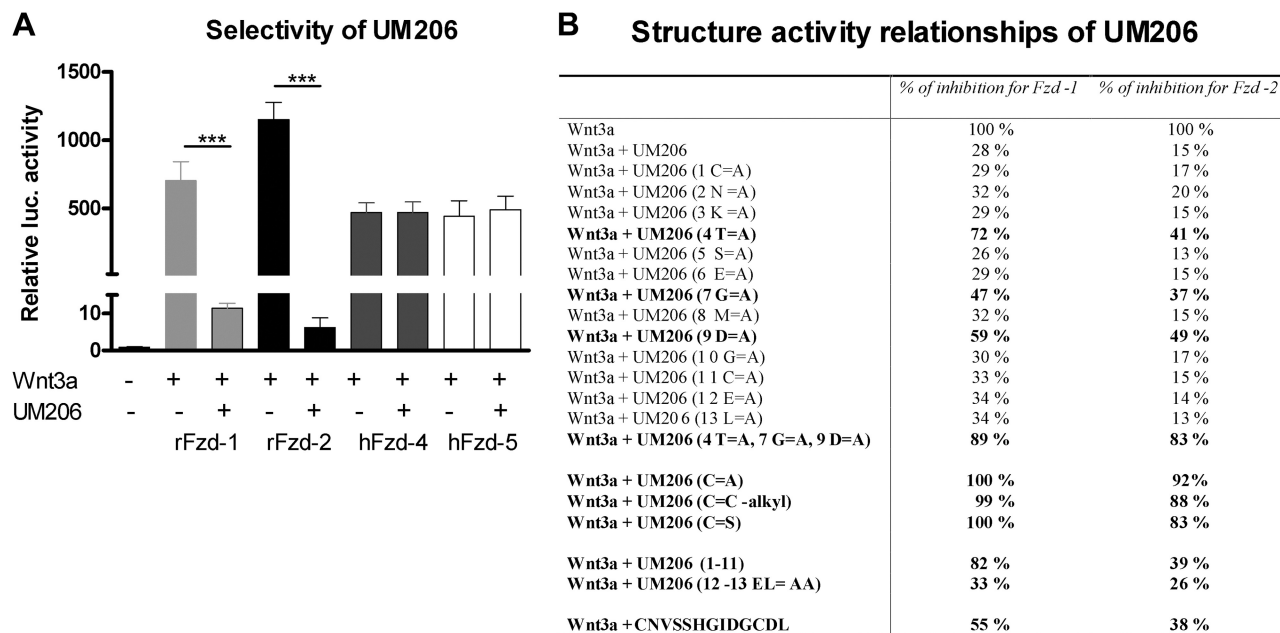 A
Selectivity of UM206
Relative luc. activity
1500
1000
500
10
0
***
***
Wnt3a - + + + + + + + +
UM206 - - + - + - + - +
rFzd-1 rFzd-2 hFzd-4 hFzd-5
B
Structure activity relationships of UM206
% of inhibition for Fzd -1 % of inhibition for Fzd -2
Wnt3a 100 % 100 %
Wnt3a + UM206 28 % 15 %
Wnt3a + UM206 (1 C=A) 29 % 17 %
Wnt3a + UM206 (2 N =A) 32 % 20 %
Wnt3a + UM206 (3 K =A) 29 % 15 %
Wnt3a + UM206 (4 T=A) 72 % 41 %
Wnt3a + UM206 (5 S=A) 26 % 13 %
Wnt3a + UM206 (6 E=A) 29 % 15 %
Wnt3a + UM206 (7 G=A) 47 % 37 %
Wnt3a + UM206 (8 M=A) 32 % 15 %
Wnt3a + UM206 (9 D=A) 59 % 49 %
Wnt3a + UM206 (1 0 G=A) 30 % 17 %
Wnt3a + UM206 (1 1 C=A) 33 % 15 %
Wnt3a + UM206 (1 2 E=A) 34 % 14 %
Wnt3a + UM206 (13 L=A) 34 % 13 %
Wnt3a + UM206 (4 T=A, 7 G=A, 9 D=A) 89 % 83 %
Wnt3a + UM206 (C=A) 100 % 92%
Wnt3a + UM206 (C=C -alkyl) 99 % 88 %
Wnt3a + UM206 (C=S) 100 % 83 %
Wnt3a + UM206 (1-11) 82 % 39 %
Wnt3a + UM206 (12 -13 EL= AA) 33 % 26 %
Wnt3a + CNVSSHGIDGCDL 55 % 38 %